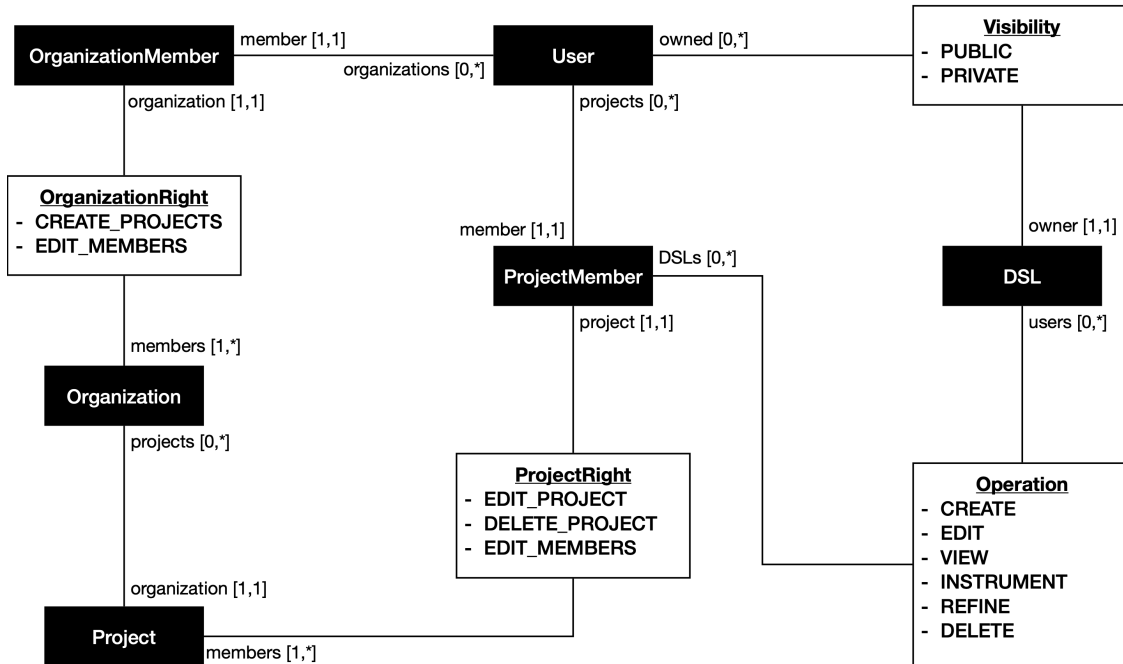 OrganizationMember
member [1,1]
organizations [0,*]
User
owned [0,*]
Visibility
- PUBLIC
- PRIVATE
organization [1,1]
projects [0,*]
OrganizationRight
- CREATE_PROJECTS
- EDIT_MEMBERS
member [1,1]
ProjectMember
DSLs [0,*]
owner [1,1]
DSL
project [1,1]
users [0,*]
members [1,*]
Organization
projects [0,*]
ProjectRight
- EDIT_PROJECT
- DELETE_PROJECT
- EDIT_MEMBERS
Operation
- CREATE
- EDIT
- VIEW
- INSTRUMENT
- REFINE
- DELETE
organization [1,1]
Project
members [1,*]